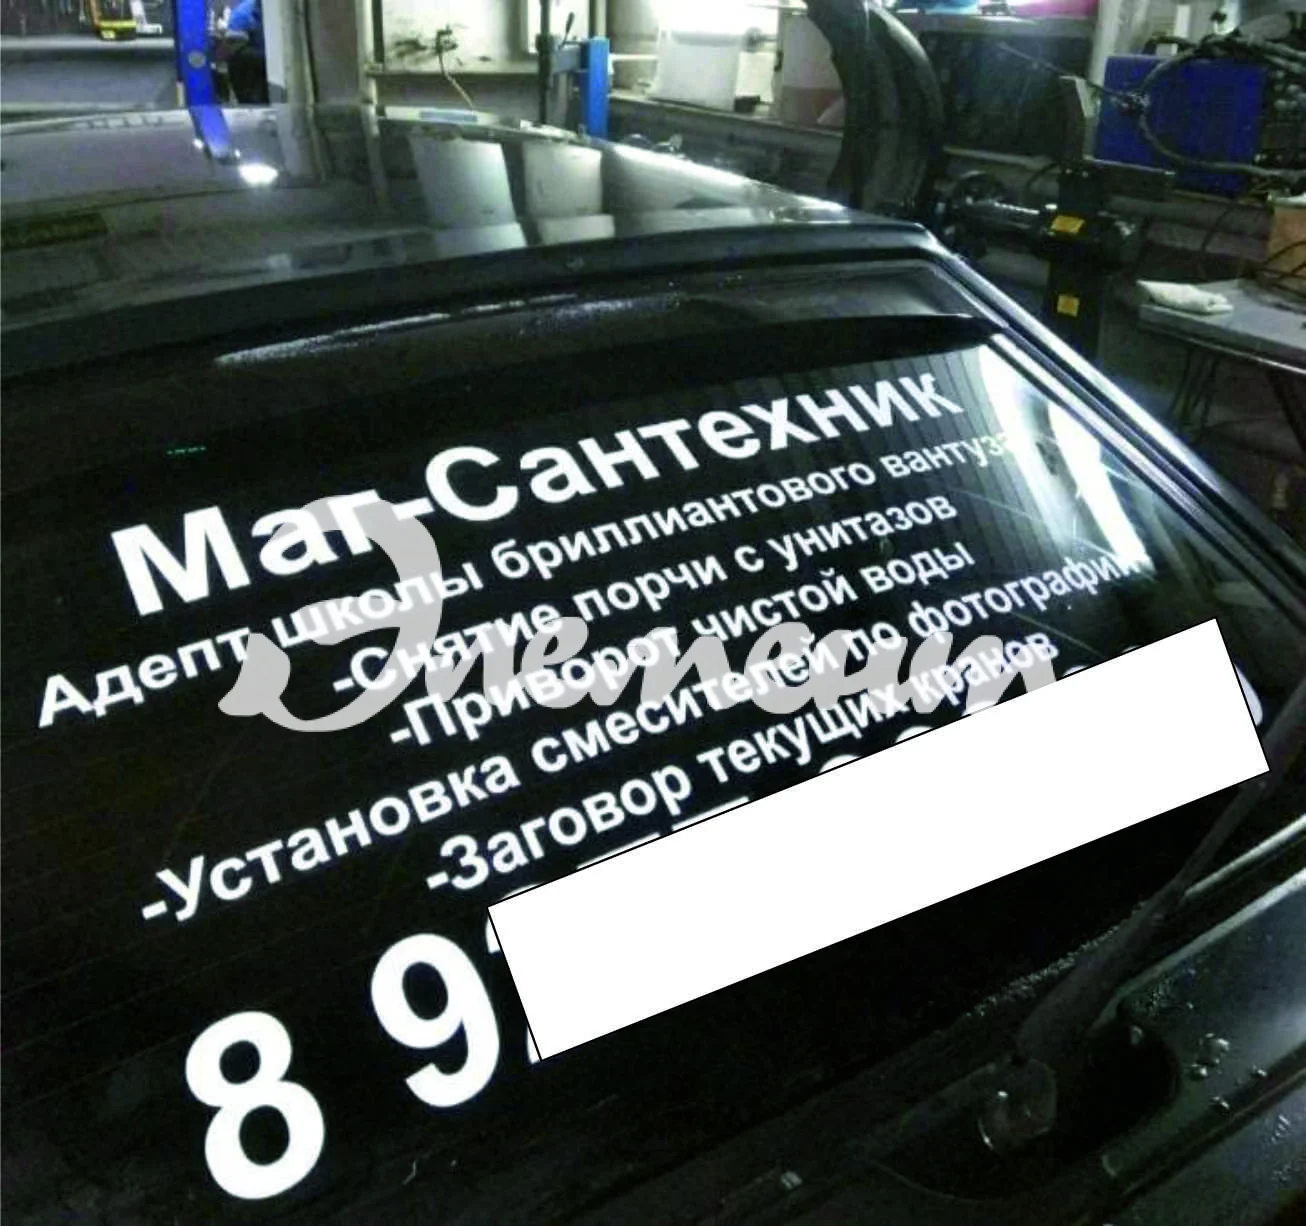 Маг-Сантехник
Адепт школы бриллиантового вантуза
-Снятие порчи с унитазов
-Приворот чистой воды
-Установка смесителей по фотографии
-Заговор текущих кранов
8 9
Элемент